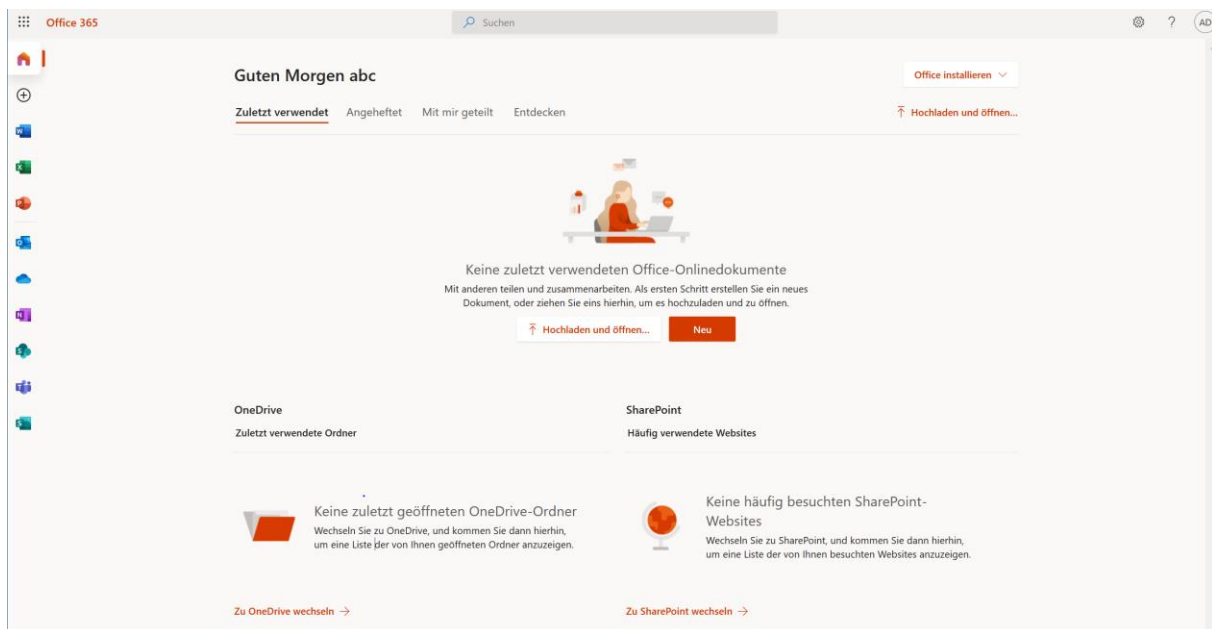 Office 365
Suchen
?
AD
Guten Morgen abc
Office installieren
Zuletzt verwendet Angeheftet Mit mir geteilt Entdecken
Hochladen und öffnen...
Keine zuletzt verwendeten Office-Onlinedokumente
Mit anderen teilen und zusammenarbeiten. Als ersten Schritt erstellen Sie ein neues
Dokument, oder ziehen Sie eins hierhin, um es hochzuladen und zu öffnen.
Hochladen und öffnen...
Neu
OneDrive
Zuletzt verwendete Ordner
Keine zuletzt geöffneten OneDrive-Ordner
Wechseln Sie zu OneDrive, und kommen Sie dann hierhin,
um eine Liste der von Ihnen geöffneten Ordner anzuzeigen.
Zu OneDrive wechseln →
SharePoint
Häufig verwendete Websites
Keine häufig besuchten SharePoint-
Websites
Wechseln Sie zu SharePoint, und kommen Sie dann hierhin,
um eine Liste der von Ihnen besuchten Websites anzuzeigen.
Zu SharePoint wechseln →